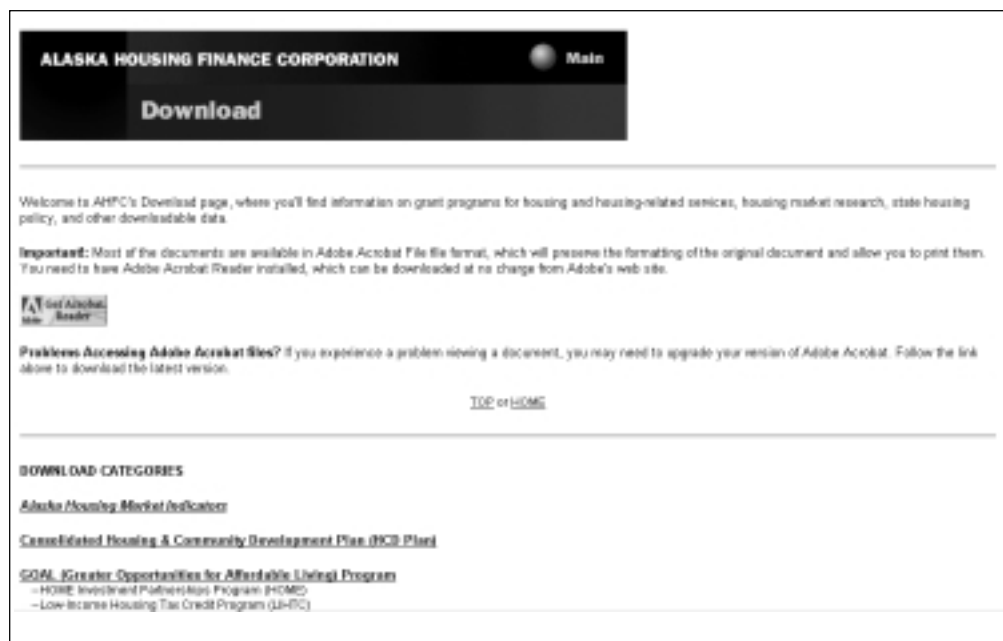 ALASKA HOUSING FINANCE CORPORATION Main
Download
Welcome to AHFC's Download page, where you'll find information on grant programs for housing and housing-related services, housing market research, state housing
policy, and other downloadable data.
Important! Most of the documents are available in Adobe Acrobat File file format, which will preserve the formatting of the original document and allow you to print them.
You need to have Adobe Acrobat Reader installed, which can be downloaded at no charge from Adobe's web site.
Get Acrobat
Adobe Reader
Problems Accessing Adobe Acrobat files? If you experience a problem viewing a document, you may need to upgrade your version of Adobe Acrobat. Follow the link
above to download the latest version.
TOP or HOME
DOWNLOAD CATEGORIES
Alaska Housing Market Indicators
Consolidated Housing & Community Development Plan (HCD Plan)
GOAL (Greater Opportunities for Affordable Living) Program
--HOME Investment Partnerships Program (HOME)
--Low-Income Housing Tax Credit Program (LIHTC)